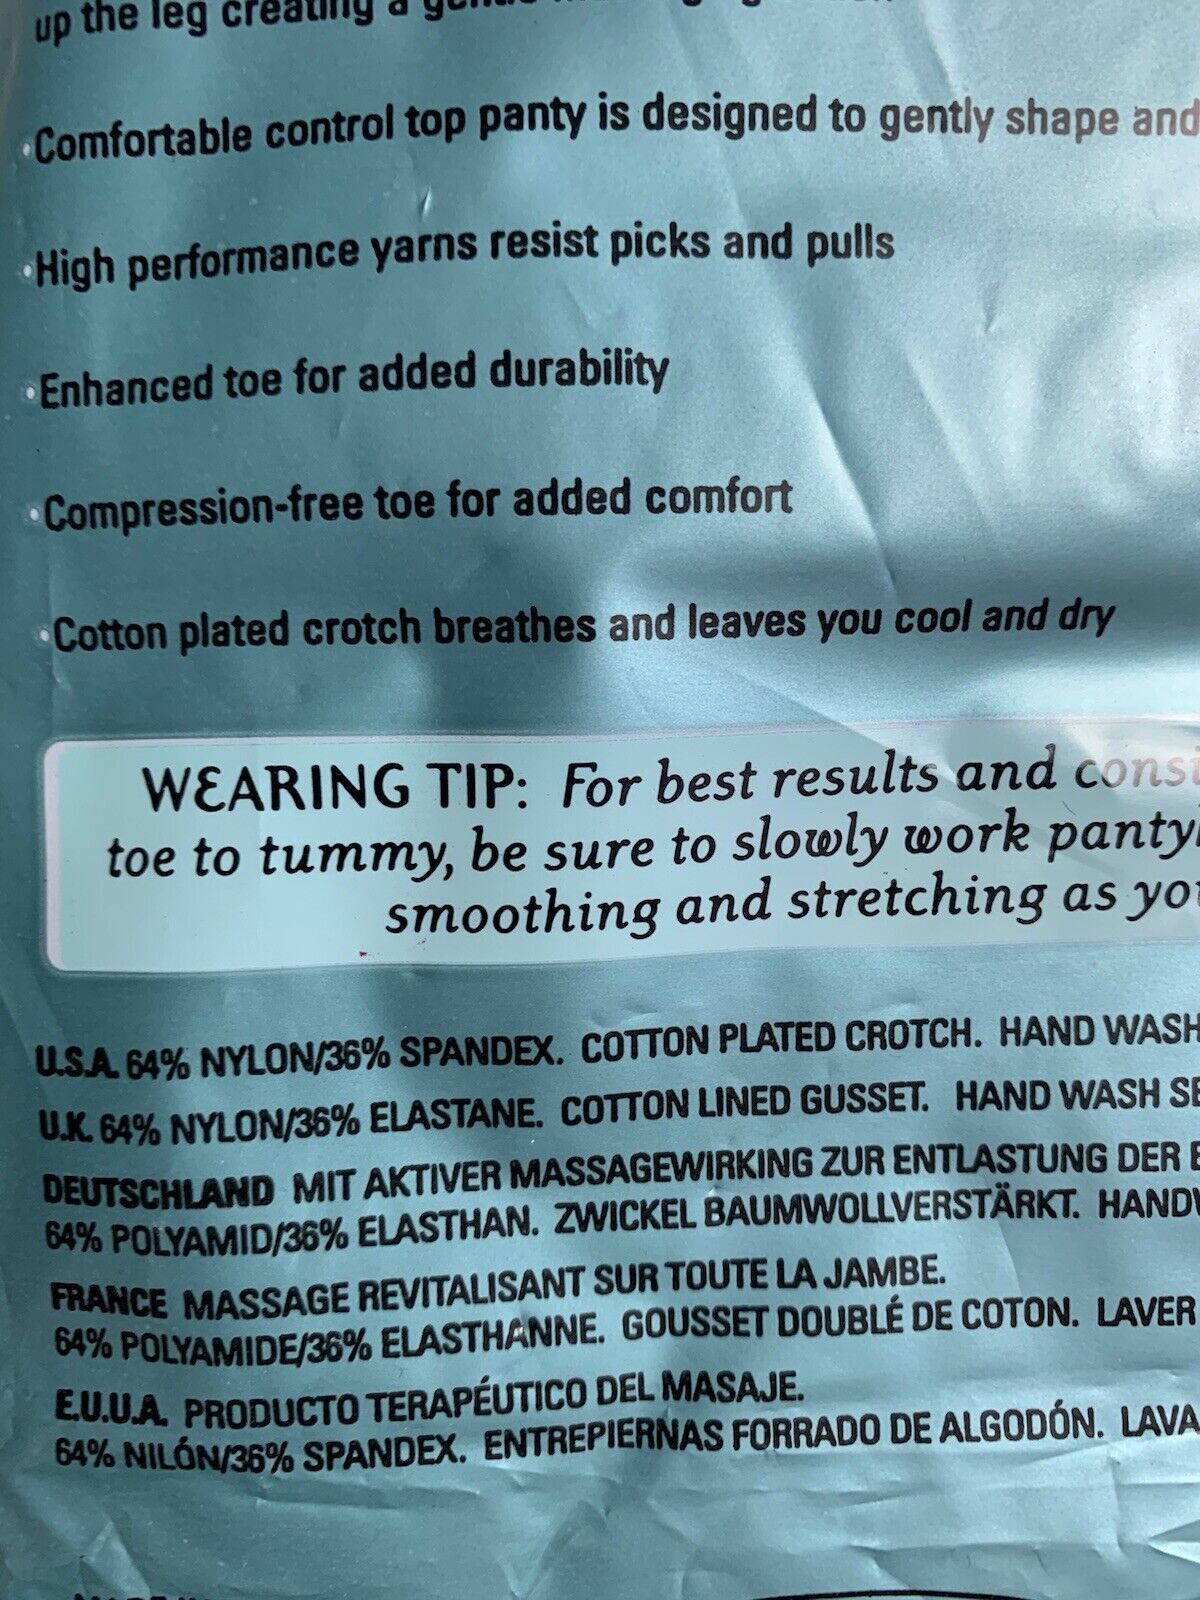 up the leg creating a
·Comfortable control top panty is designed to gently shape and
·High performance yarns resist picks and pulls
·Enhanced toe for added durability
·Compression-free toe for added comfort
·Cotton plated crotch breathes and leaves you cool and dry
WEARING TIP: For best results and
toe to tummy, be sure to slowly work
smoothing and stretching as
U.S.A. 64% NYLON/36% SPANDEX. COTTON PLATED CROTCH. HAND WASH
U.K. 64% NYLON/36% ELASTANE. COTTON LINED GUSSET. HAND WASH
DEUTSCHLAND MIT AKTIVER MASSAGEWIRKING ZUR ENTLASTUNG DER
64% POLYAMID/36% ELASTHAN. ZWICKEL BAUMWOLLVERSTÄRKT.
FRANCE MASSAGE REVITALISANT SUR TOUTE LA JAMBE.
64% POLYAMIDE/36% ELASTHANNE. GOUSSET DOUBLÉ DE COTON. LAVER
E.U.U.A. PRODUCTO TERAPÉUTICO DEL MASAJE.
64% NILÓN/36% SPANDEX. ENTREPIERNAS FORRADO DE ALGODÓN.